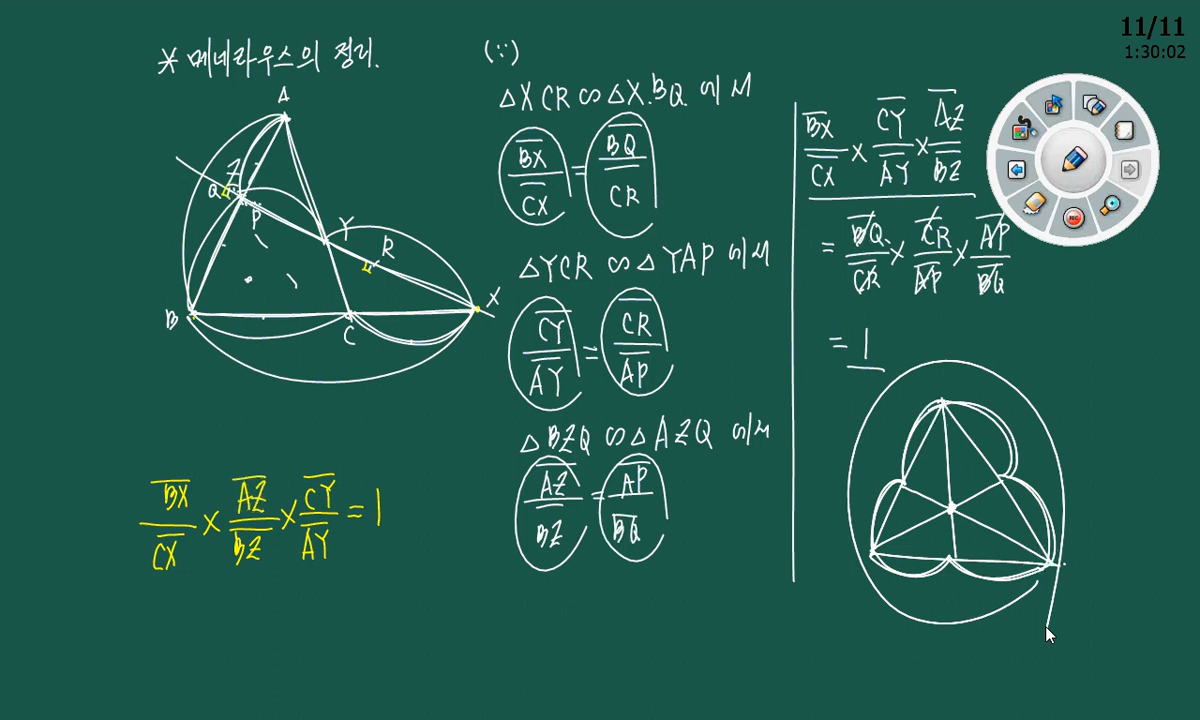 * 메네라우스의 정리.
A
Z
Q
P
Y
R
X
B
C
BX/CX × AZ/BZ × CY/AY = 1
(∵)
△XCR ∽ △XBQ 에서
BX/CX = BQ/CR
△YCR ∽ △YAP 에서
CY/AY = CR/AP
△BZQ ∽ △AZQ 에서
AZ/BZ = AP/BQ
BX/CX × CY/AY × AZ/BZ
= BQ/CR × CR/AP × AP/BQ
= 1
11/11
1:30:02
REC